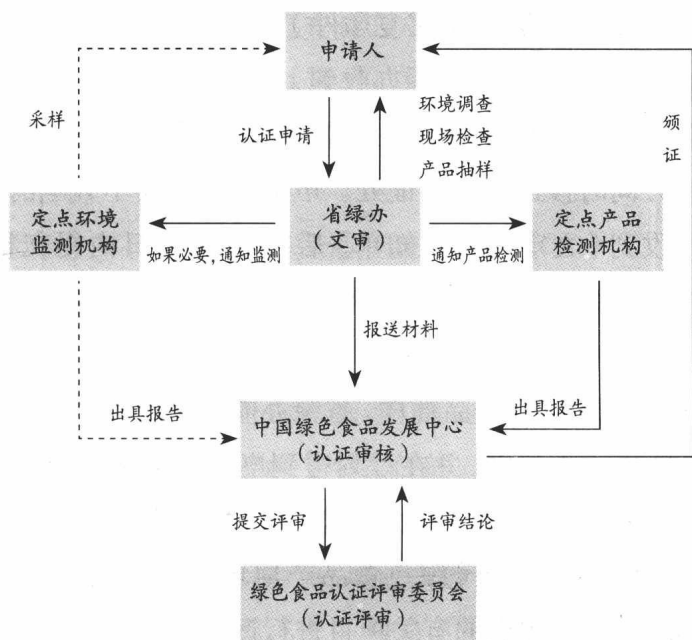 申请人
采样
认证申请
环境调查
现场检查
产品抽样
颁
证
定点环境
监测机构
省绿办
（文审）
定点产品
检测机构
如果必要，通知监测
通知产品检测
报送材料
出具报告
中国绿色食品发展中心
（认证审核）
出具报告
提交评审
评审结论
绿色食品认证评审委员会
（认证评审）